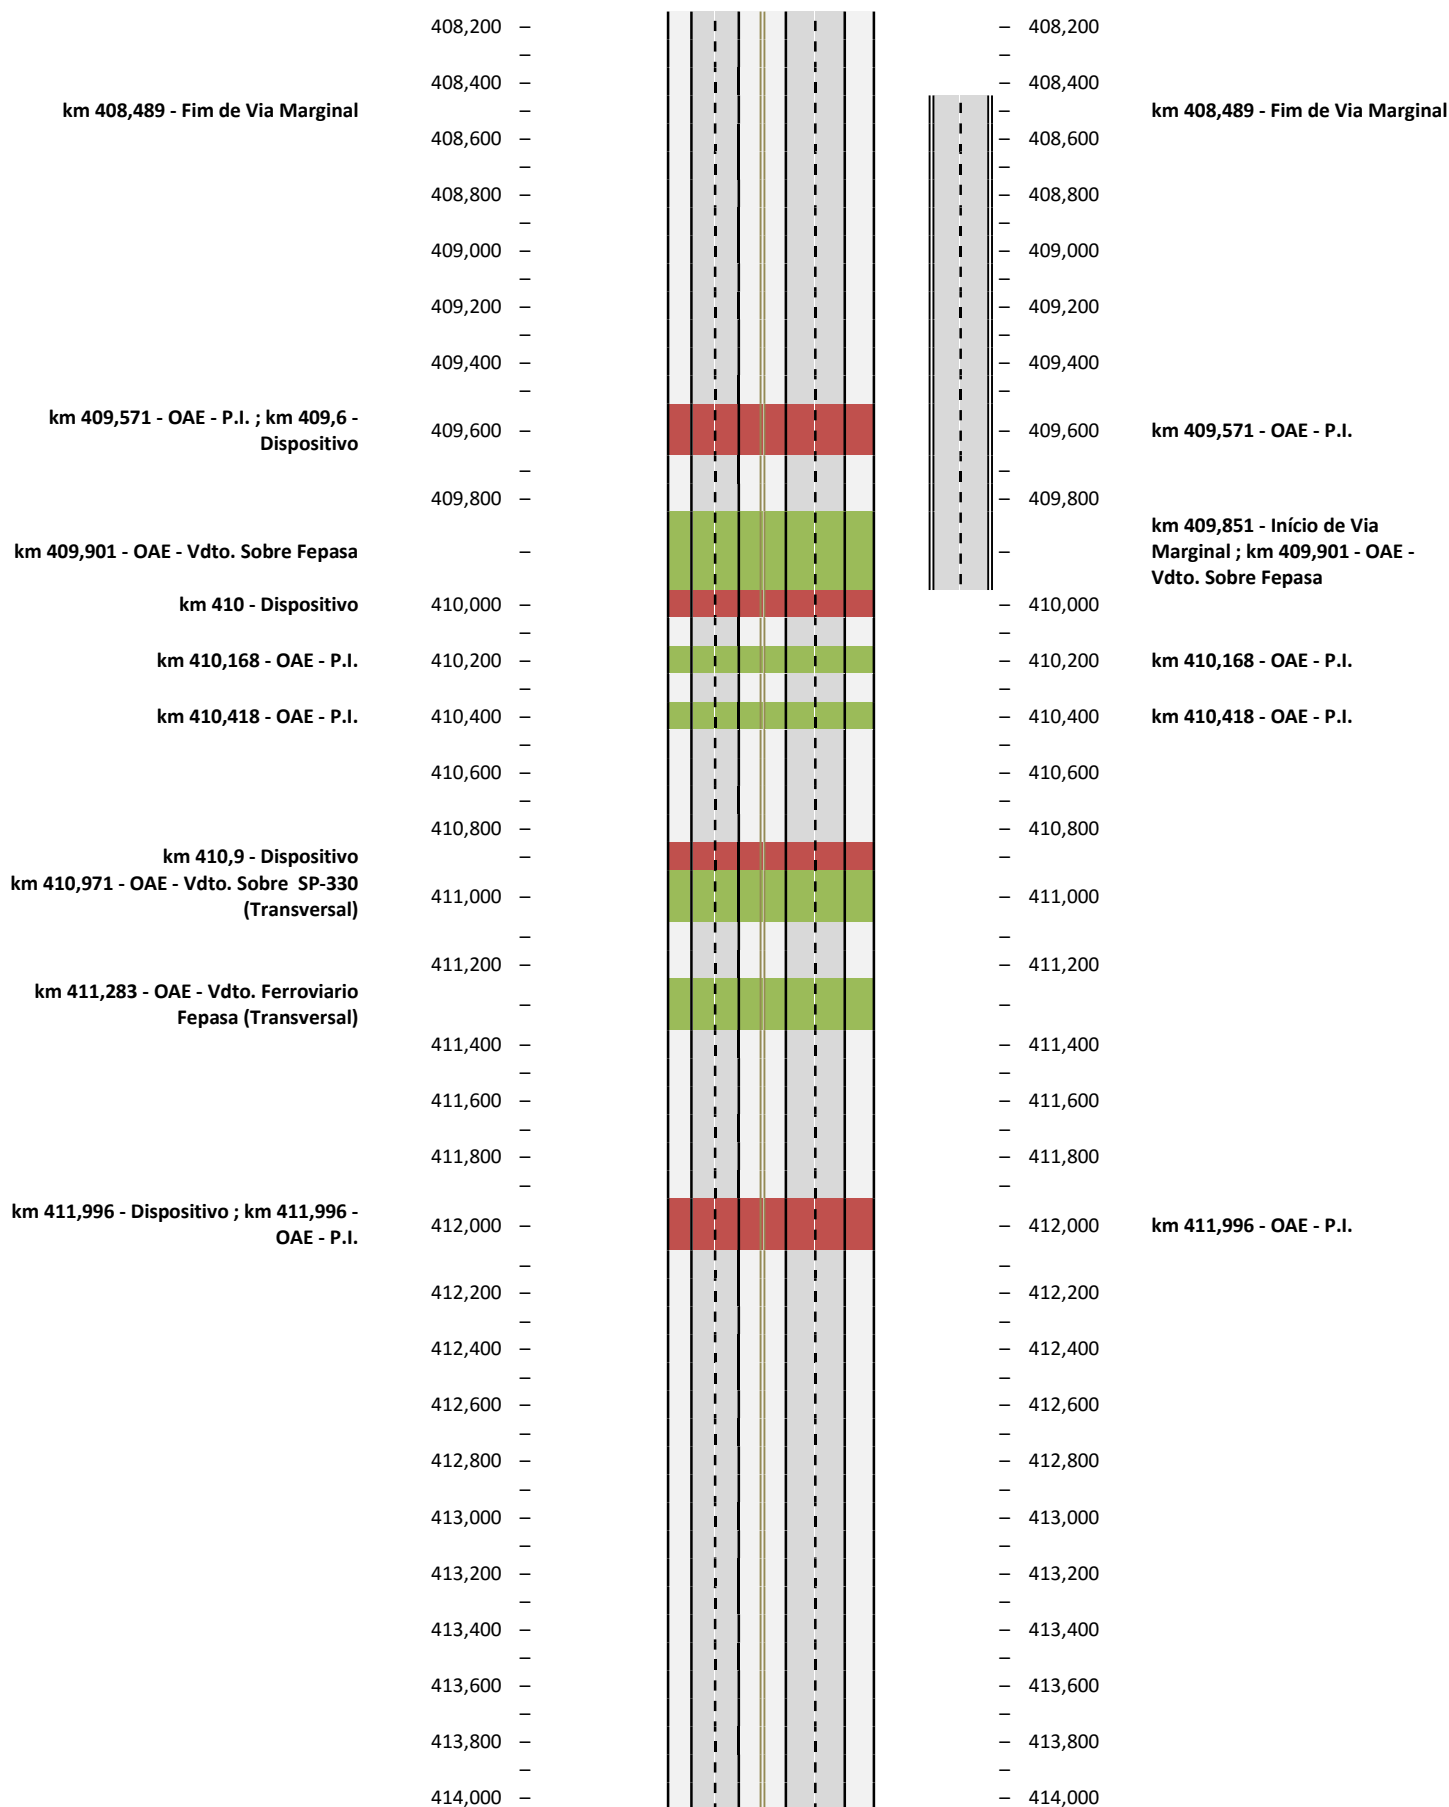 408,200 – – 408,200
– –
408,400 – – 408,400
km 408,489 - Fim de Via Marginal – – km 408,489 - Fim de Via Marginal
408,600 – – 408,600
– –
408,800 – – 408,800
– –
409,000 – – 409,000
– –
409,200 – – 409,200
– –
409,400 – – 409,400
– –
km 409,571 - OAE - P.I. ; km 409,6 -
Dispositivo
409,600 – – 409,600 km 409,571 - OAE - P.I.
– –
409,800 – – 409,800
km 409,901 - OAE - Vdto. Sobre Fepasa – –
km 409,851 - Início de Via
Marginal ; km 409,901 - OAE -
Vdto. Sobre Fepasa
km 410 - Dispositivo 410,000 – – 410,000
– –
km 410,168 - OAE - P.I. 410,200 – – 410,200 km 410,168 - OAE - P.I.
– –
km 410,418 - OAE - P.I. 410,400 – – 410,400 km 410,418 - OAE - P.I.
– –
410,600 – – 410,600
– –
410,800 – – 410,800
km 410,9 - Dispositivo – –
km 410,971 - OAE - Vdto. Sobre SP-330
(Transversal)
411,000 – – 411,000
– –
411,200 – – 411,200
km 411,283 - OAE - Vdto. Ferroviario
Fepasa (Transversal)
– –
411,400 – – 411,400
– –
411,600 – – 411,600
– –
411,800 – – 411,800
– –
km 411,996 - Dispositivo ; km 411,996 -
OAE - P.I.
412,000 – – 412,000 km 411,996 - OAE - P.I.
– –
412,200 – – 412,200
– –
412,400 – – 412,400
– –
412,600 – – 412,600
– –
412,800 – – 412,800
– –
413,000 – – 413,000
– –
413,200 – – 413,200
– –
413,400 – – 413,400
– –
413,600 – – 413,600
– –
413,800 – – 413,800
– –
414,000 – – 414,000